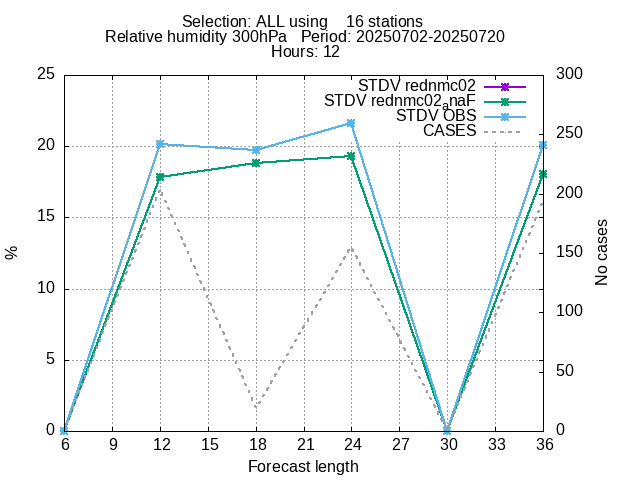 Selection: ALL using    16 stations
Relative humidity 300hPa   Period: 20250702-20250720
Hours: 12
25
20
15
10
5
0
300
250
200
150
100
50
0
STDV rednmc02
STDV rednmc02anaF
STDV OBS
CASES
%
No cases
6 9 12 15 18 21 24 27 30 33 36
Forecast length